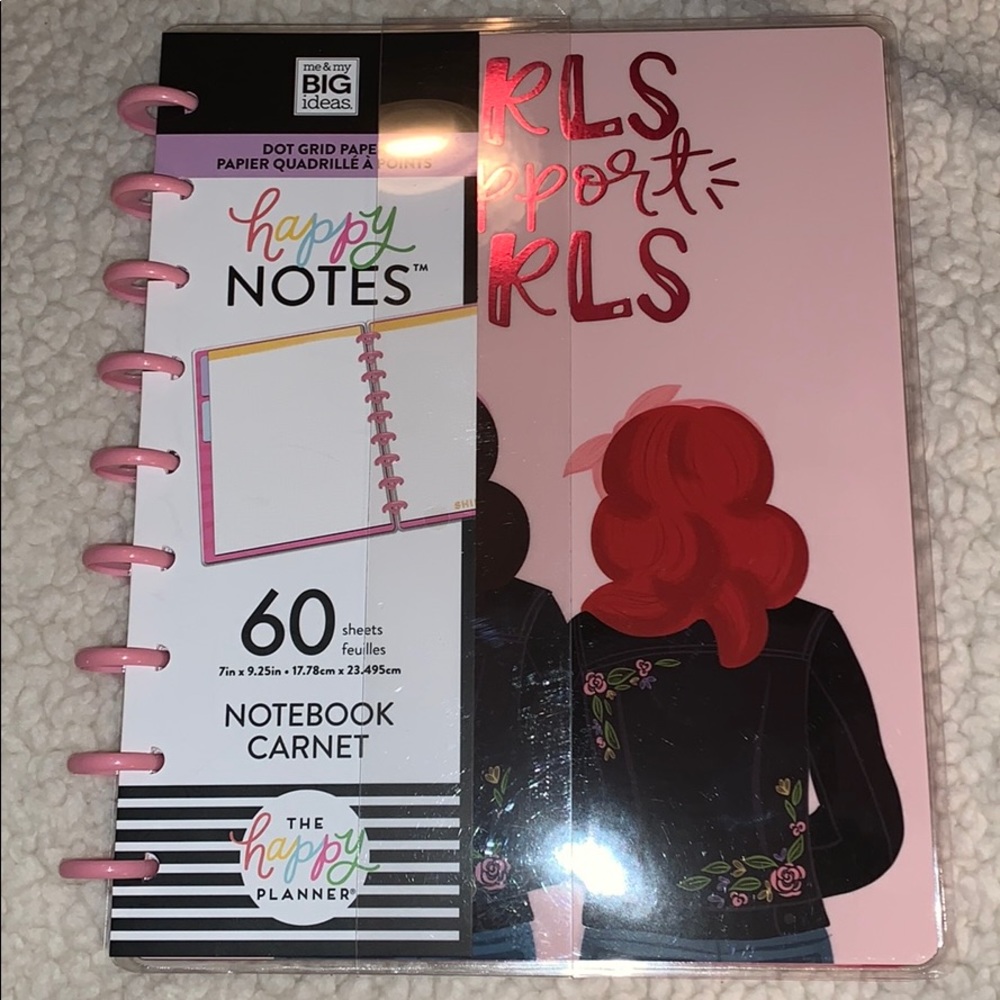 me & my
BIG
ideas.
DOT GRID PAPE
PAPIER QUADRILLÉ À POINTS
happy
NOTES™
SHI
60
sheets
feuilles
7in x 9.25in • 17.78cm x 23.495cm
NOTEBOOK
CARNET
THE
happy
PLANNER®
RLS
pport
RLS